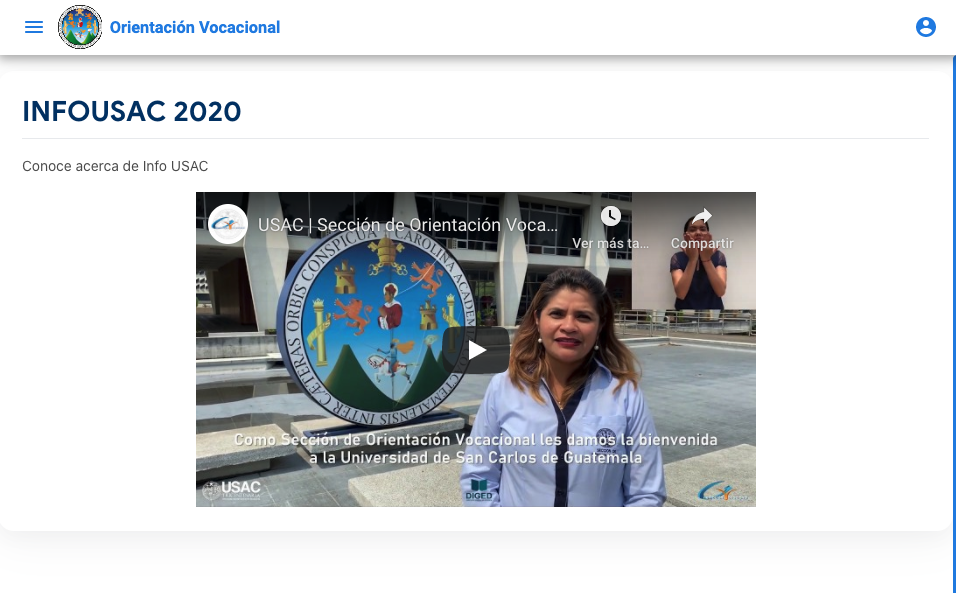 Orientación Vocacional
INFOUSAC 2020
Conoce acerca de Info USAC
USAC | Sección de Orientación Voca...
Ver más ta...
Compartir
CAETERAS ORBIS CONSPICUA CAROLINA ACADEMIA COACTEMALENSIS INTER
Como Sección de Orientación Vocacional les damos la bienvenida
a la Universidad de San Carlos de Guatemala
USAC
DIGED